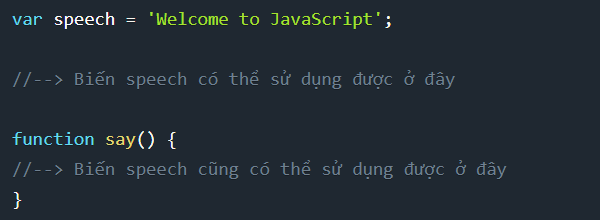 var speech = 'Welcome to JavaScript';
//--> Biến speech có thể sử dụng được ở đây
function say() {
//--> Biến speech cũng có thể sử dụng được ở đây
}